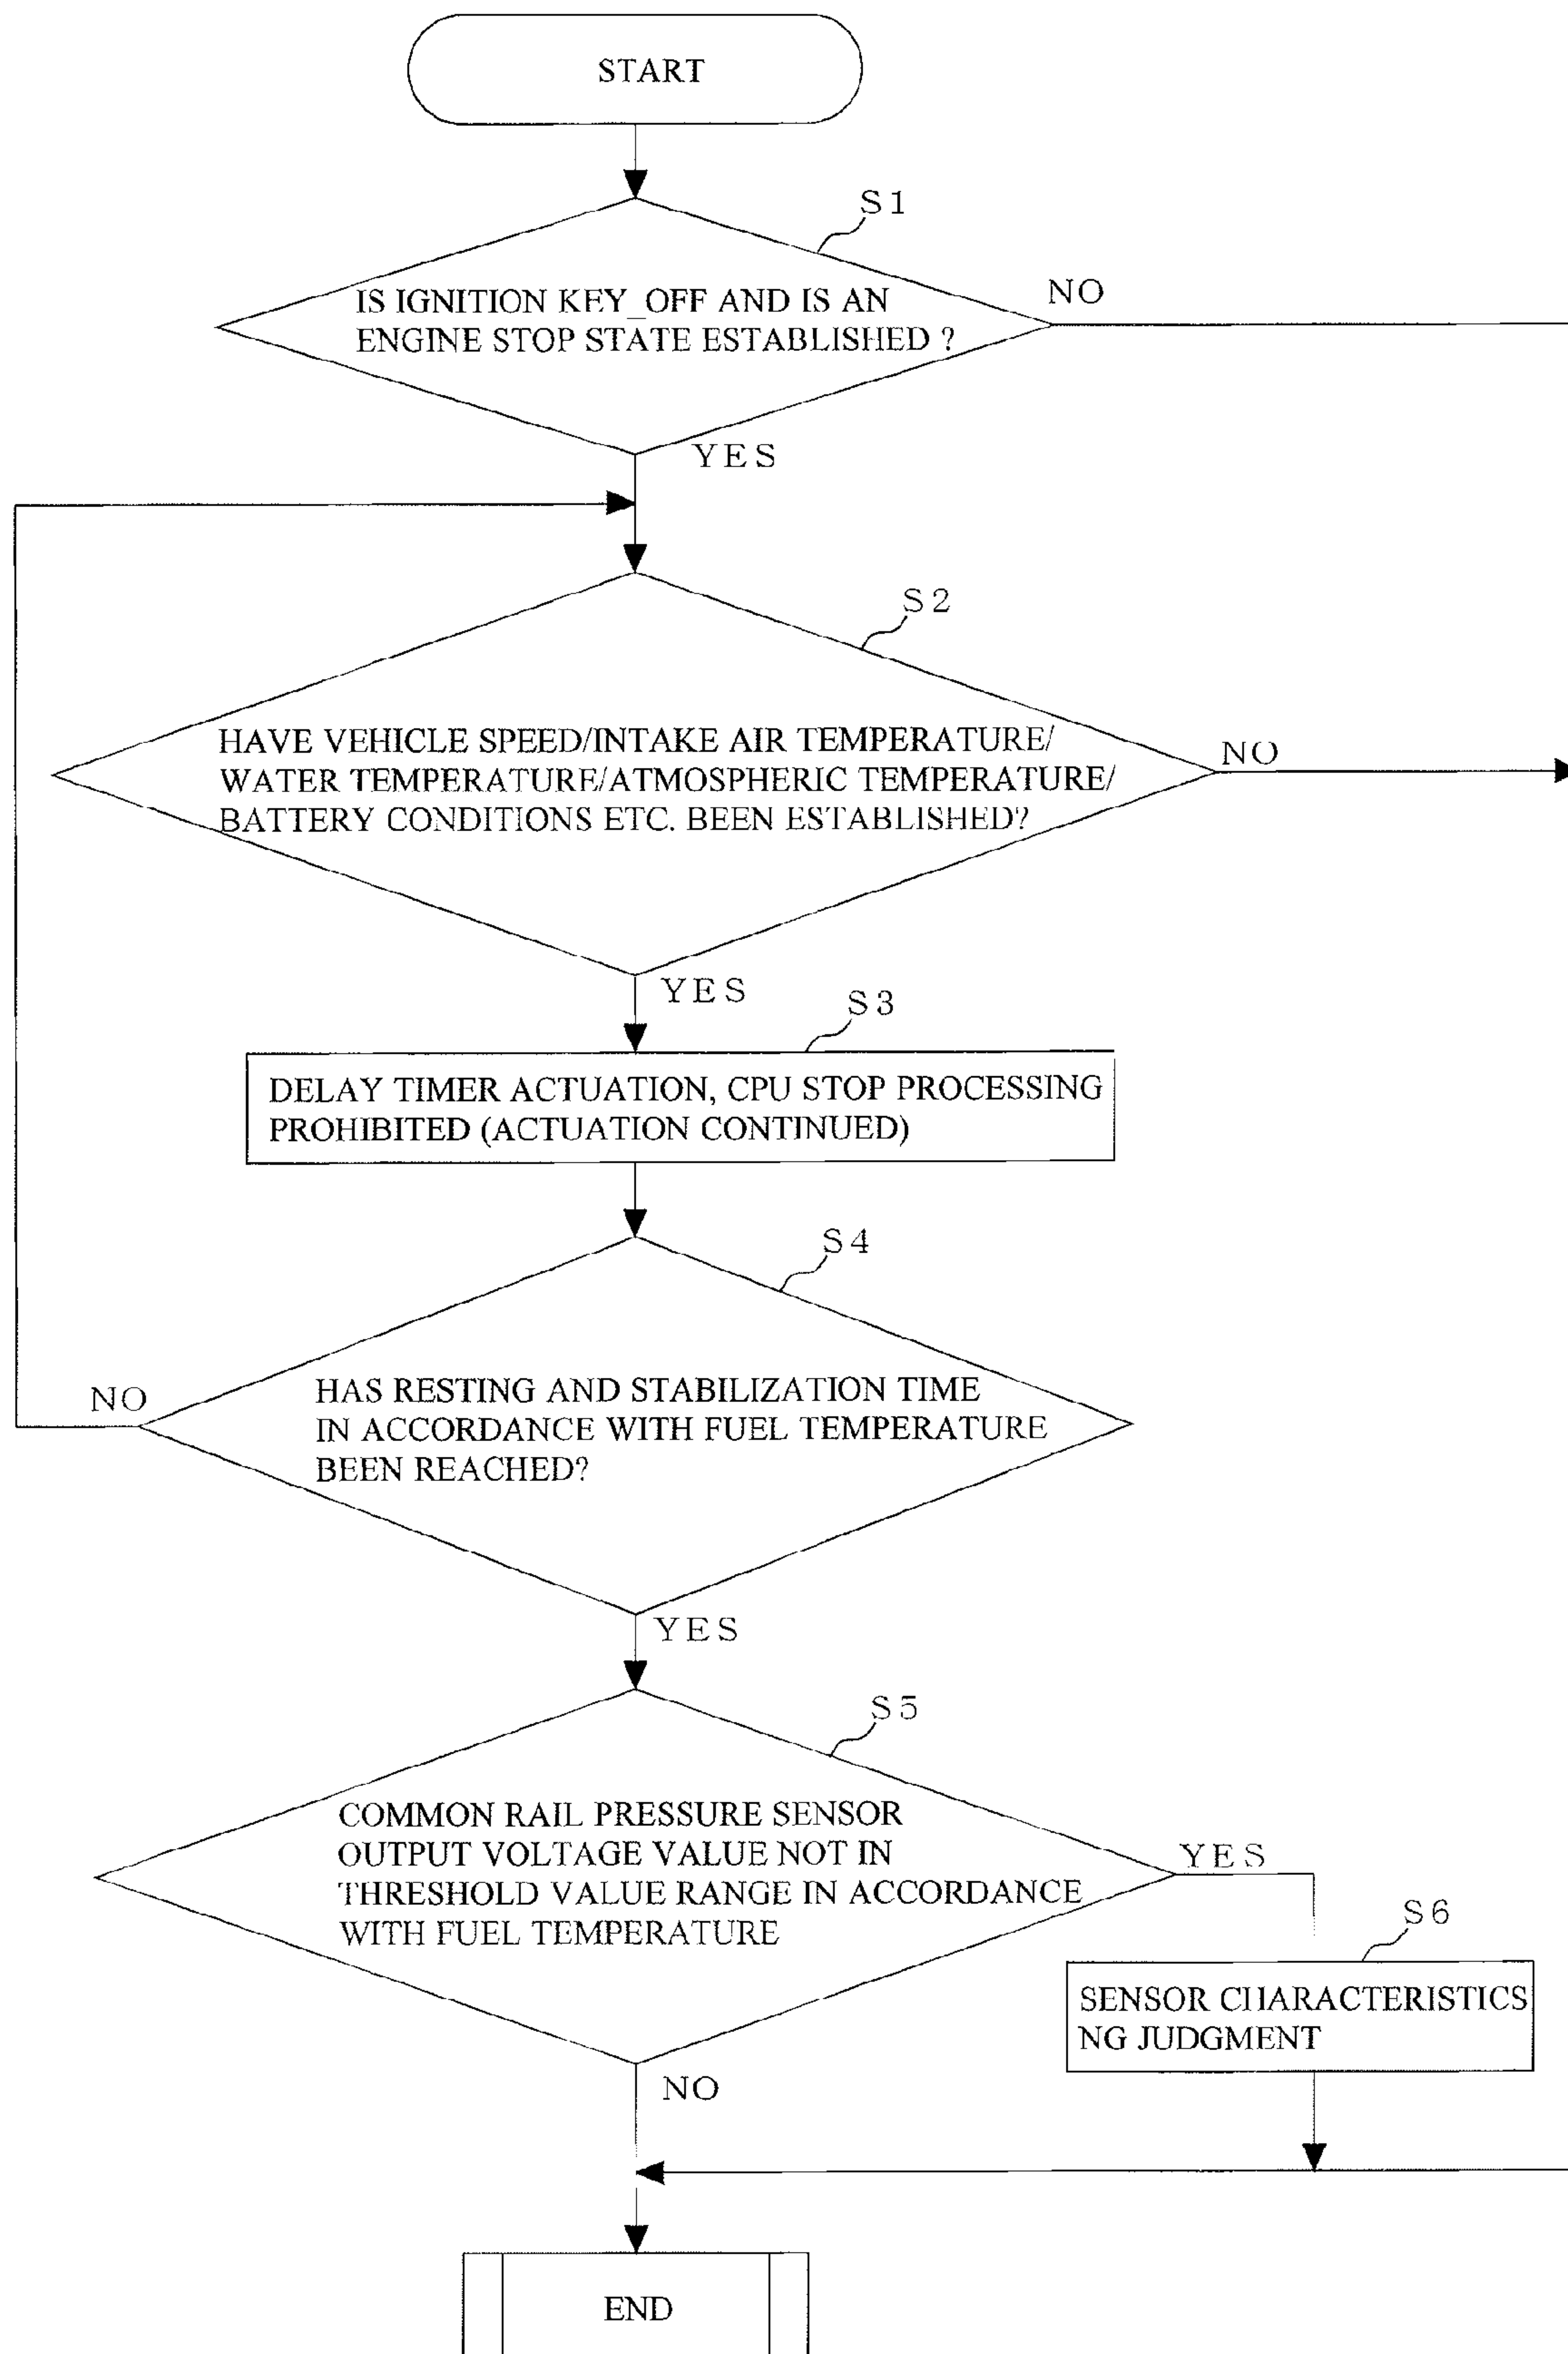 START
S1
IS IGNITION KEY_OFF AND IS AN
ENGINE STOP STATE ESTABLISHED ?
NO
YES
S2
HAVE VEHICLE SPEED/INTAKE AIR TEMPERATURE/
WATER TEMPERATURE/ATMOSPHERIC TEMPERATURE/
BATTERY CONDITIONS ETC. BEEN ESTABLISHED?
NO
YES
S3
DELAY TIMER ACTUATION, CPU STOP PROCESSING
PROHIBITED (ACTUATION CONTINUED)
S4
HAS RESTING AND STABILIZATION TIME
IN ACCORDANCE WITH FUEL TEMPERATURE
BEEN REACHED?
NO
YES
S5
COMMON RAIL PRESSURE SENSOR
OUTPUT VOLTAGE VALUE NOT IN
THRESHOLD VALUE RANGE IN ACCORDANCE
WITH FUEL TEMPERATURE
YES
S6
SENSOR CHARACTERISTICS
NG JUDGMENT
NO
END